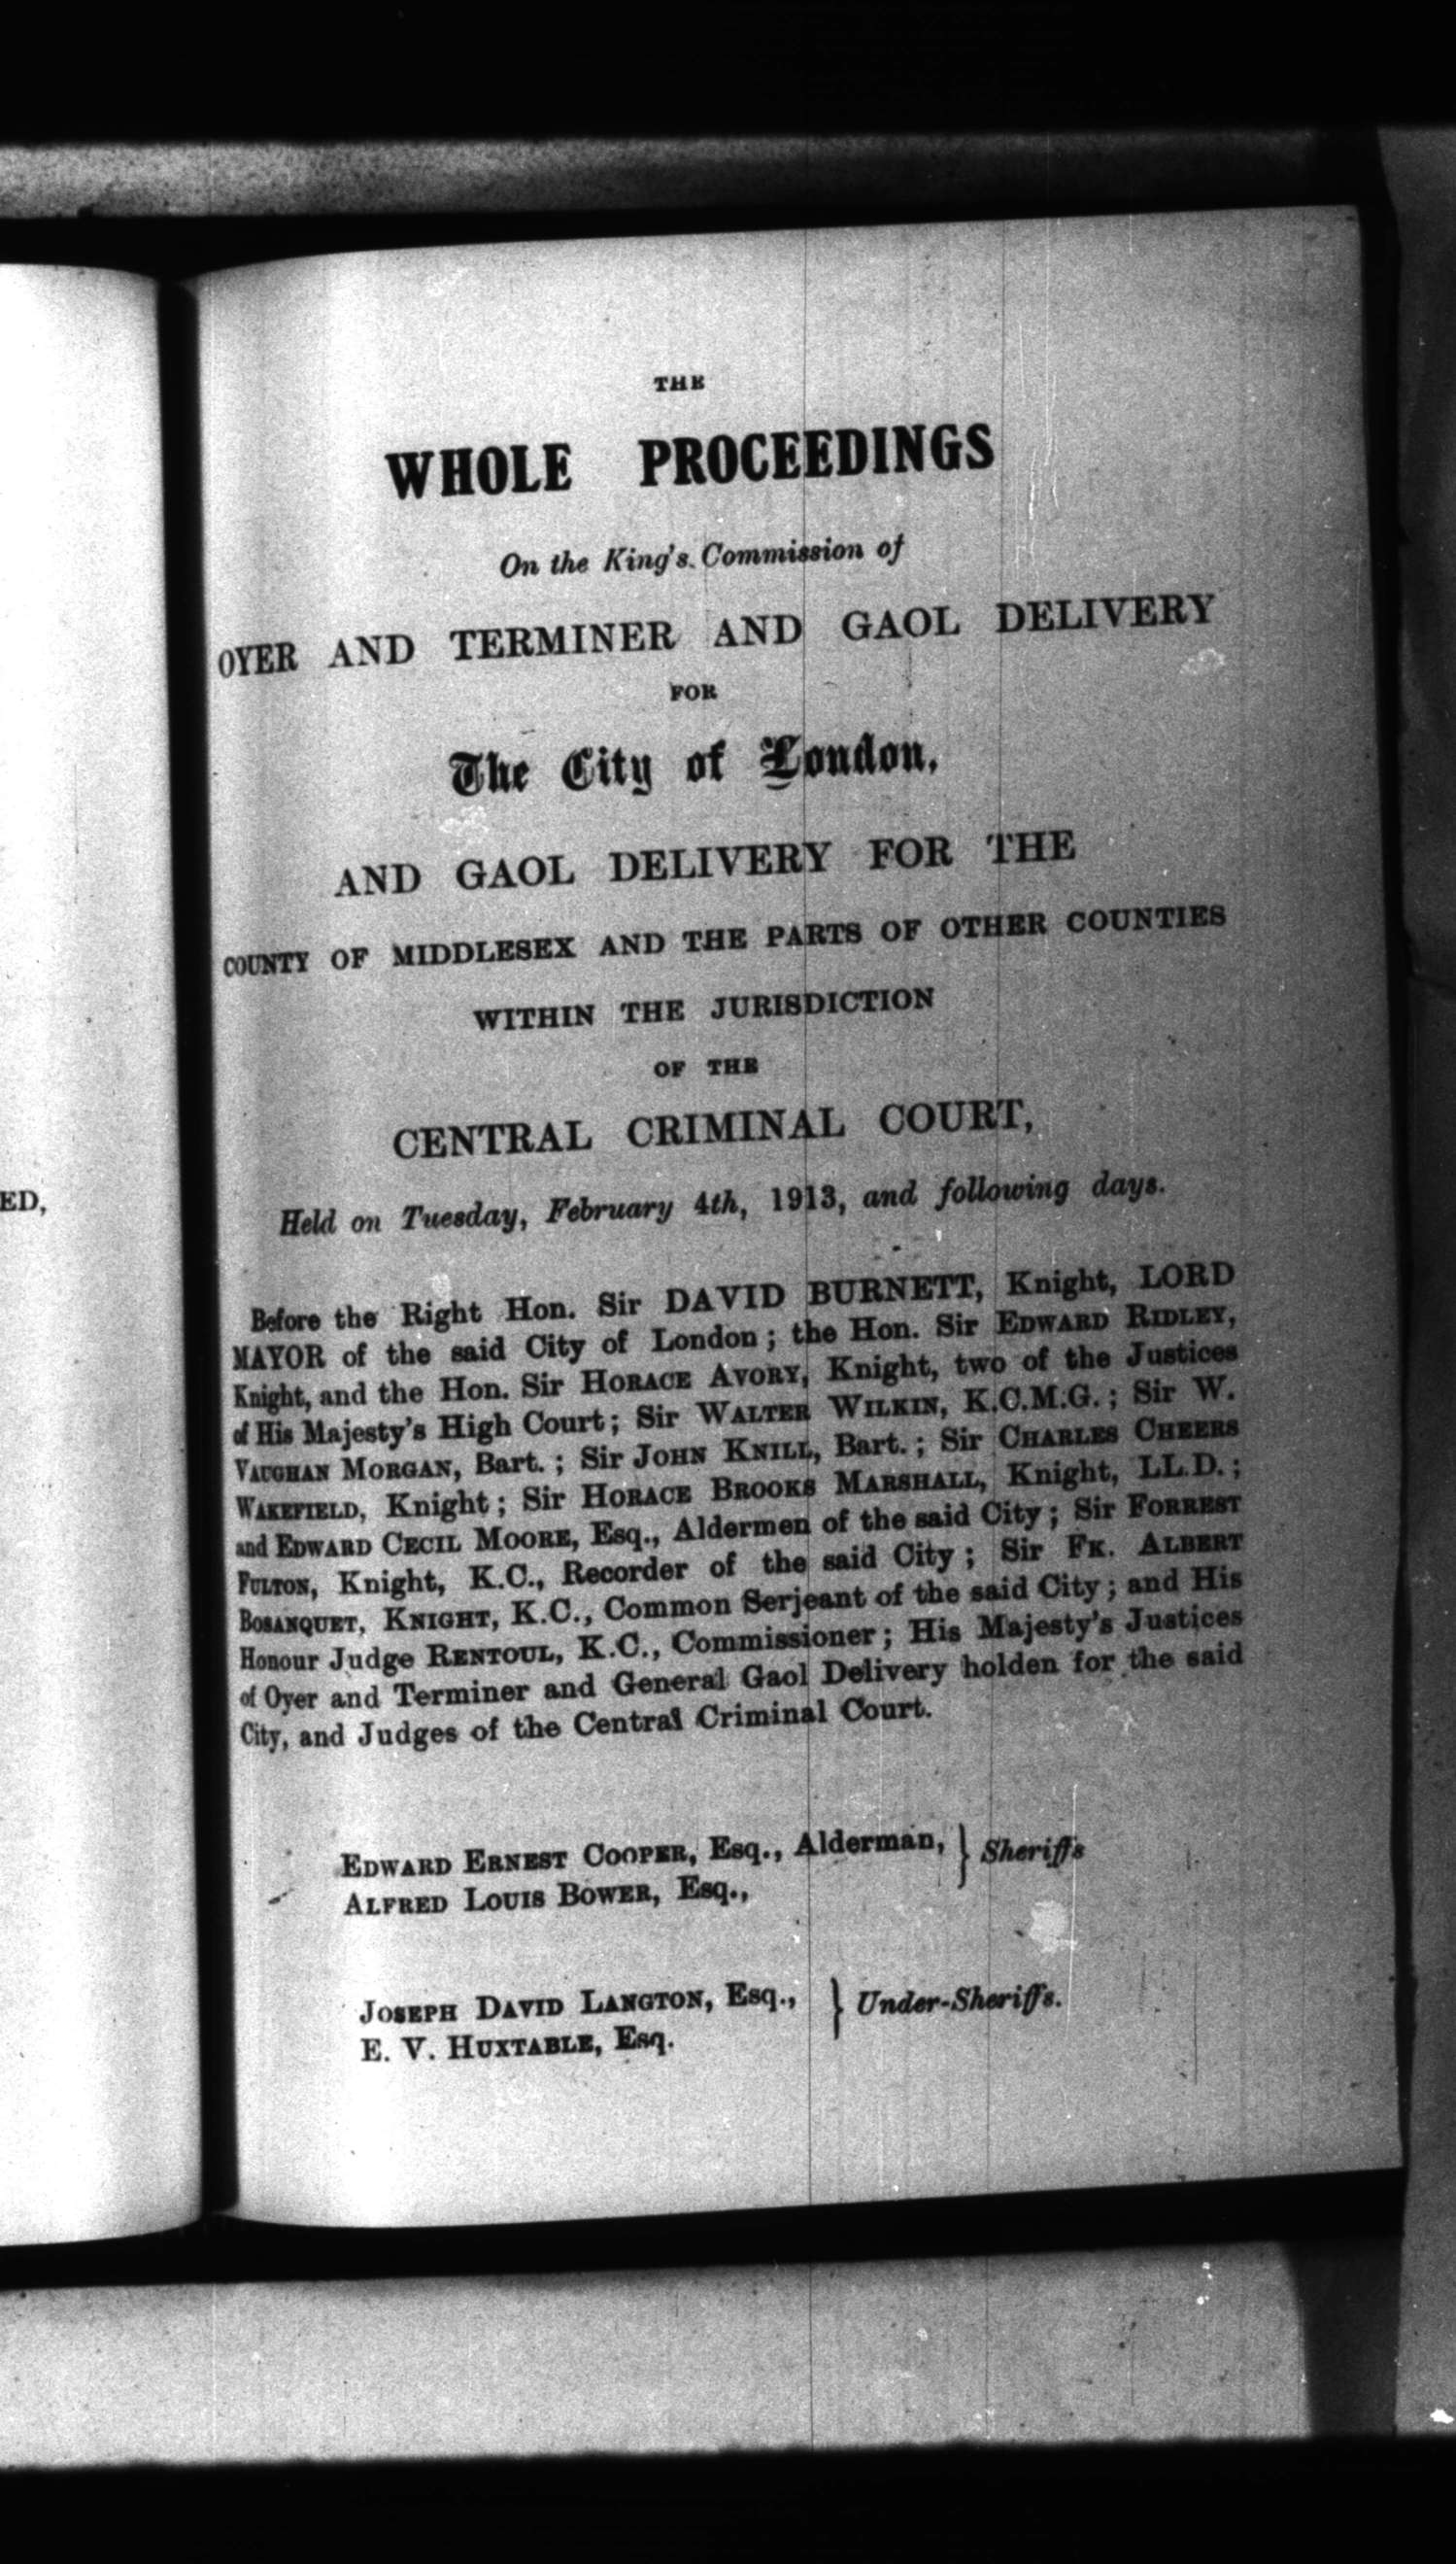 ED,
THE
WHOLE PROCEEDINGS
On the King's Commission of
OYER AND TERMINER AND GAOL DELIVERY
FOR
The City of London,
AND GAOL DELIVERY FOR THE
COUNTY OF MIDDLESEX AND THE PARTS OF OTHER COUNTIES
WITHIN THE JURISDICTION
OF THE
CENTRAL CRIMINAL COURT,
Held on Tuesday, February 4th, 1913, and following days.
Before the Right Hon. Sir DAVID BURNETT, Knight, LORD
MAYOR of the said City of London; the Hon. Sir EDWARD RIDLEY,
Knight, and the Hon. Sir HORACE AVORY, Knight, two of the Justices
of His Majesty's High Court; Sir WALTER WILKIN, K.C.M.G.; Sir W.
VAUGHAN MORGAN, Bart.; Sir JOHN KNILL, Bart.; Sir CHARLES CHEERS
WAKEFIELD, Knight; Sir HORACE BROOKS MARSHALL, Knight, LL.D.;
and EDWARD CECIL MOORE, Esq., Aldermen of the said City; Sir FORREST
FULTON, Knight, K.C., Recorder of the said City; Sir FK. ALBERT
BOSANQUET, KNIGHT, K.C., Common Serjeant of the said City; and His
Honour Judge RENTOUL, K.C., Commissioner; His Majesty's Justices
of Oyer and Terminer and General Gaol Delivery holden for the said
City, and Judges of the Central Criminal Court.
EDWARD ERNEST COOPER, Esq., Alderman, } Sheriffs
ALFRED LOUIS BOWER, Esq.,
JOSEPH DAVID LANGTON, Esq., } Under-Sheriffs.
E. V. HUXTABLE, Esq.